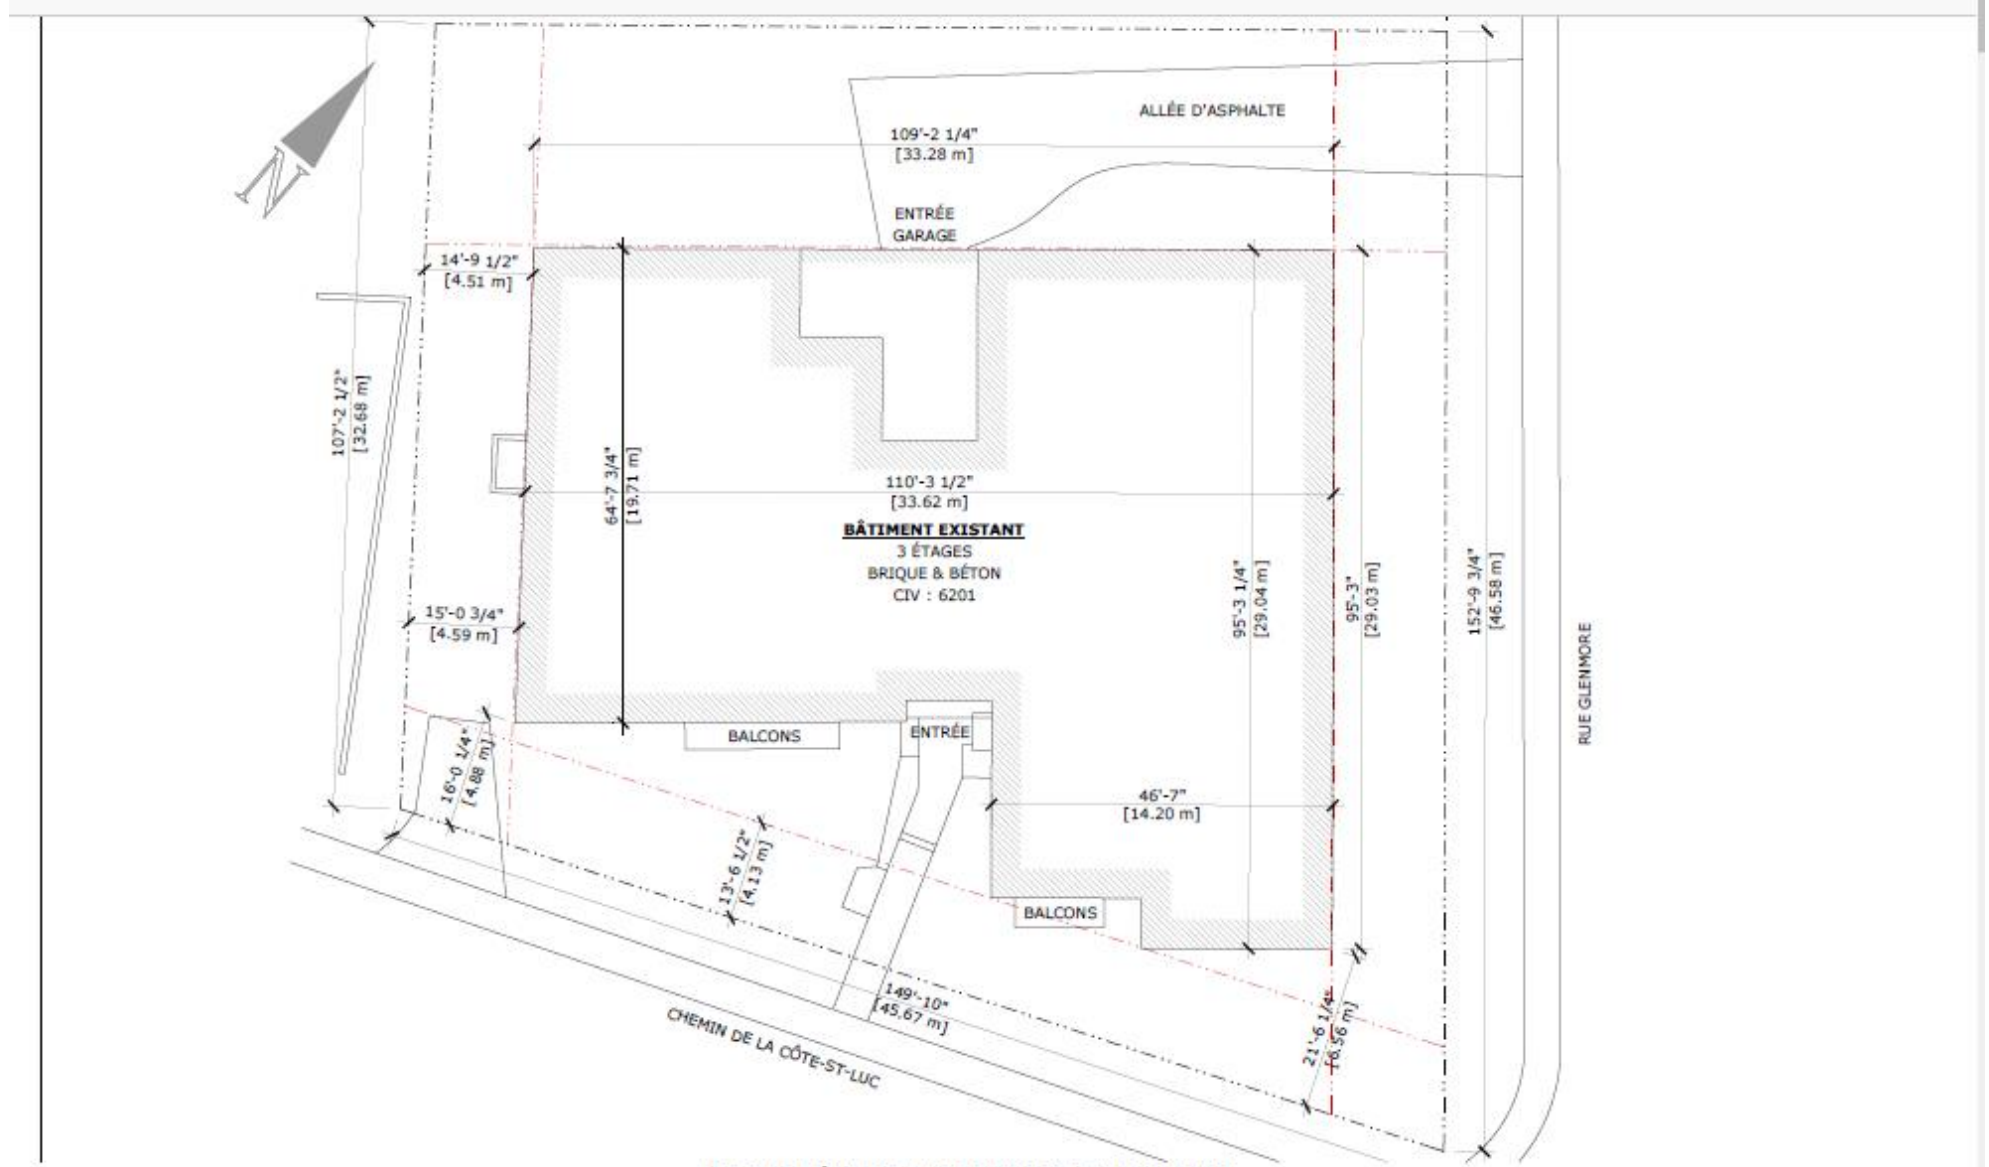 N
ALLÉE D'ASPHALTE
109'-2 1/4"
[33.28 m]
ENTRÉE
GARAGE
14'-9 1/2"
[4.51 m]
107'-2 1/2"
[32.68 m]
64'-7 3/4"
[19.71 m]
110'-3 1/2"
[33.62 m]
BÂTIMENT EXISTANT
3 ÉTAGES
BRIQUE & BÉTON
CIV : 6201
95'-3 1/4"
[29.04 m]
95'-3"
[29.03 m]
152'-9 3/4"
[46.58 m]
RUE GLENMORE
15'-0 3/4"
[4.59 m]
BALCONS
ENTRÉE
16'-0 1/4"
[4.88 m]
46'-7"
[14.20 m]
13'-6 1/2"
[4.13 m]
BALCONS
149'-10"
[45.67 m]
21'-6 1/4"
[6.56 m]
CHEMIN DE LA CÔTE-ST-LUC